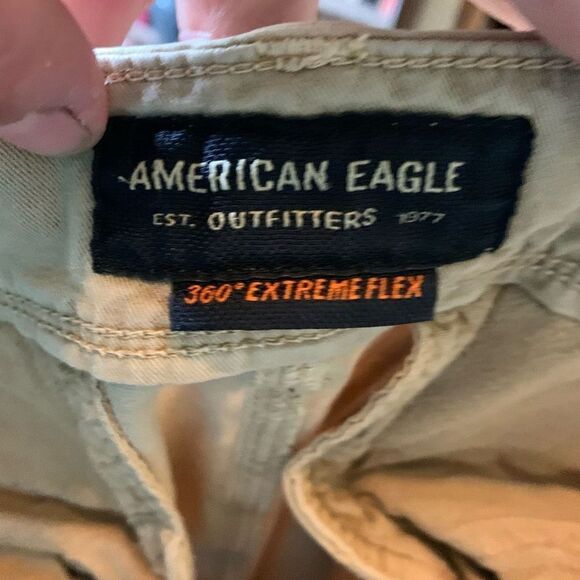 AMERICAN EAGLE
EST. OUTFITTERS 1977
360° EXTREME FLEX